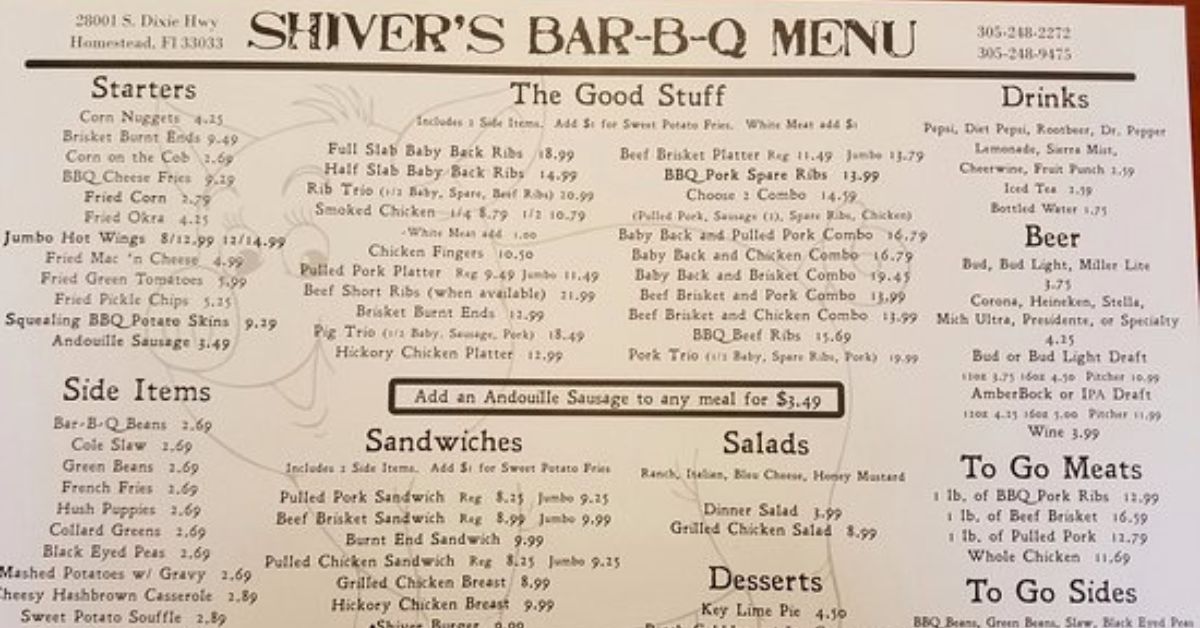 28001 S. Dixie Hwy
Homestead, Fl 33033
SHIVER'S BAR-B-Q MENU
305-248-2272
305-248-9475
Starters
Corn Nuggets 4.25
Brisket Burnt Ends 9.49
Corn on the Cob 2.69
BBQ Cheese Fries 9.29
Fried Corn 2.79
Fried Okra 4.25
Jumbo Hot Wings 8/12.99 12/14.99
Fried Mac 'n Cheese 4.99
Fried Green Tomatoes 5.99
Fried Pickle Chips 5.25
Squealing BBQ Potato Skins 9.29
Andouille Sausage 3.49
Side Items
Bar-B-Q Beans 2.69
Cole Slaw 2.69
Green Beans 2.69
French Fries 2.69
Hush Puppies 2.69
Collard Greens 2.69
Black Eyed Peas 2.69
Mashed Potatoes w/ Gravy 2.69
Cheesy Hashbrown Casserole 2.89
Sweet Potato Souffle 2.89
The Good Stuff
Includes 2 Side Items. Add $1 for Sweet Potato Fries. White Meat add $1
Full Slab Baby Back Ribs 18.99
Half Slab Baby Back Ribs 14.99
Rib Trio (1/2 Baby, Spare, Beef Ribs) 20.99
Smoked Chicken 1/4 8.79 1/2 10.79
-White Meat add 1.00
Chicken Fingers 10.50
Pulled Pork Platter Reg 9.49 Jumbo 11.49
Beef Short Ribs (when available) 21.99
Brisket Burnt Ends 12.99
Pig Trio (1/2 Baby, Sausage, Pork) 18.49
Hickory Chicken Platter 12.99
Beef Brisket Platter Reg 11.49 Jumbo 13.79
BBQ Pork Spare Ribs 13.99
Choose 2 Combo 14.59
(Pulled Pork, Sausage (1), Spare Ribs, Chicken)
Baby Back and Pulled Pork Combo 16.79
Baby Back and Chicken Combo 16.79
Baby Back and Brisket Combo 19.45
Beef Brisket and Pork Combo 13.99
Beef Brisket and Chicken Combo 13.99
BBQ Beef Ribs 15.69
Pork Trio (1/2 Baby, Spare Ribs, Pork) 19.99
Add an Andouille Sausage to any meal for $3.49
Sandwiches
Includes 2 Side Items. Add $1 for Sweet Potato Fries
Pulled Pork Sandwich Reg 8.25 Jumbo 9.25
Beef Brisket Sandwich Reg 8.99 Jumbo 9.99
Burnt End Sandwich 9.99
Pulled Chicken Sandwich Reg 8.25 Jumbo 9.25
Grilled Chicken Breast 8.99
Hickory Chicken Breast 9.99
*Shiver Burger 9.99
Salads
Ranch, Italian, Bleu Cheese, Honey Mustard
Dinner Salad 3.99
Grilled Chicken Salad 8.99
Desserts
Key Lime Pie 4.50
Drinks
Pepsi, Diet Pepsi, Rootbeer, Dr. Pepper
Lemonade, Sierra Mist,
Cheerwine, Fruit Punch 2.59
Iced Tea 2.59
Bottled Water 1.75
Beer
Bud, Bud Light, Miller Lite
3.75
Corona, Heineken, Stella,
Mich Ultra, Presidente, or Specialty
4.25
Bud or Bud Light Draft
12oz 3.75 16oz 4.50 Pitcher 10.99
AmberBock or IPA Draft
12oz 4.25 16oz 5.00 Pitcher 11.99
Wine 3.99
To Go Meats
1 lb. of BBQ Pork Ribs 12.99
1 lb. of Beef Brisket 16.59
1 lb. of Pulled Pork 12.79
Whole Chicken 11.69
To Go Sides
BBQ Beans, Green Beans, Slaw, Black Eyed Peas